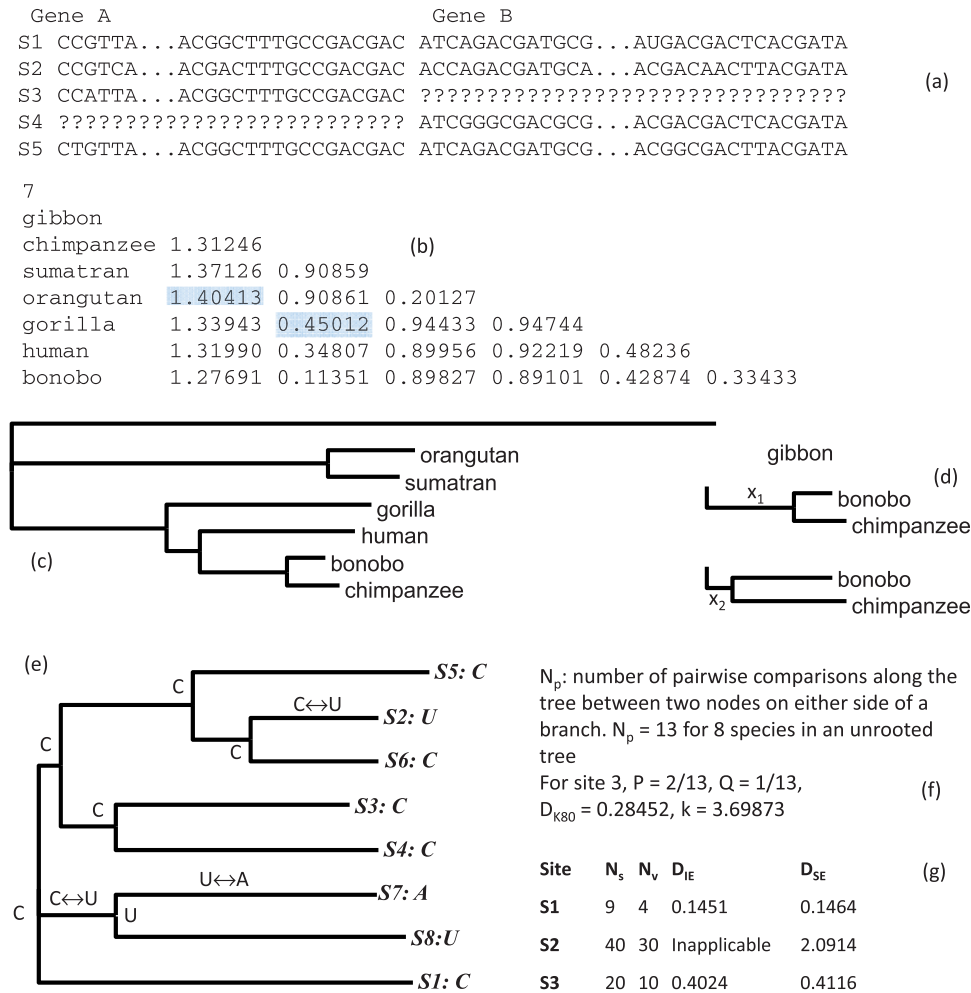 Gene A Gene B
S1 CCGTTA...ACGGCTTTGCCGACGAC ATCAGACGATGCG...AUGACGACTCACGATA
S2 CCGTCA...ACGACTTTGCCGACGAC ACCAGACGATGCA...ACGACAACTTACGATA
(a)
S3 CCATTA...ACGGCTTTGCCGACGAC ????????????????????????????????
S4 ?????????????????????????? ATCGGGCGACGCG...ACGACGACTCACGATA
S5 CTGTTA...ACGGCTTTGCCGACGAC ATCAGACGATGCG...ACGGCGACTTACGATA
7
gibbon
chimpanzee 1.31246
(b)
sumatran 1.37126 0.90859
orangutan 1.40413 0.90861 0.20127
gorilla 1.33943 0.45012 0.94433 0.94744
human 1.31990 0.34807 0.89956 0.92219 0.48236
bonobo 1.27691 0.11351 0.89827 0.89101 0.42874 0.33433
gibbon
orangutan
sumatran
gorilla
human
bonobo
chimpanzee
(c)
(d)
x1
bonobo
chimpanzee
x2
bonobo
chimpanzee
(e)
S5: C
C
C↔U
S2: U
C
S6: C
C
S3: C
C
S4: C
U↔A
S7: A
C↔U
C
U
S8:U
S1: C
Np: number of pairwise comparisons along the
tree between two nodes on either side of a
branch. Np = 13 for 8 species in an unrooted
tree
For site 3, P = 2/13, Q = 1/13,
(f)
DK80 = 0.28452, k = 3.69873
Site Ns Nv DIE DSE
(g)
S1 9 4 0.1451 0.1464
S2 40 30 Inapplicable 2.0914
S3 20 10 0.4024 0.4116